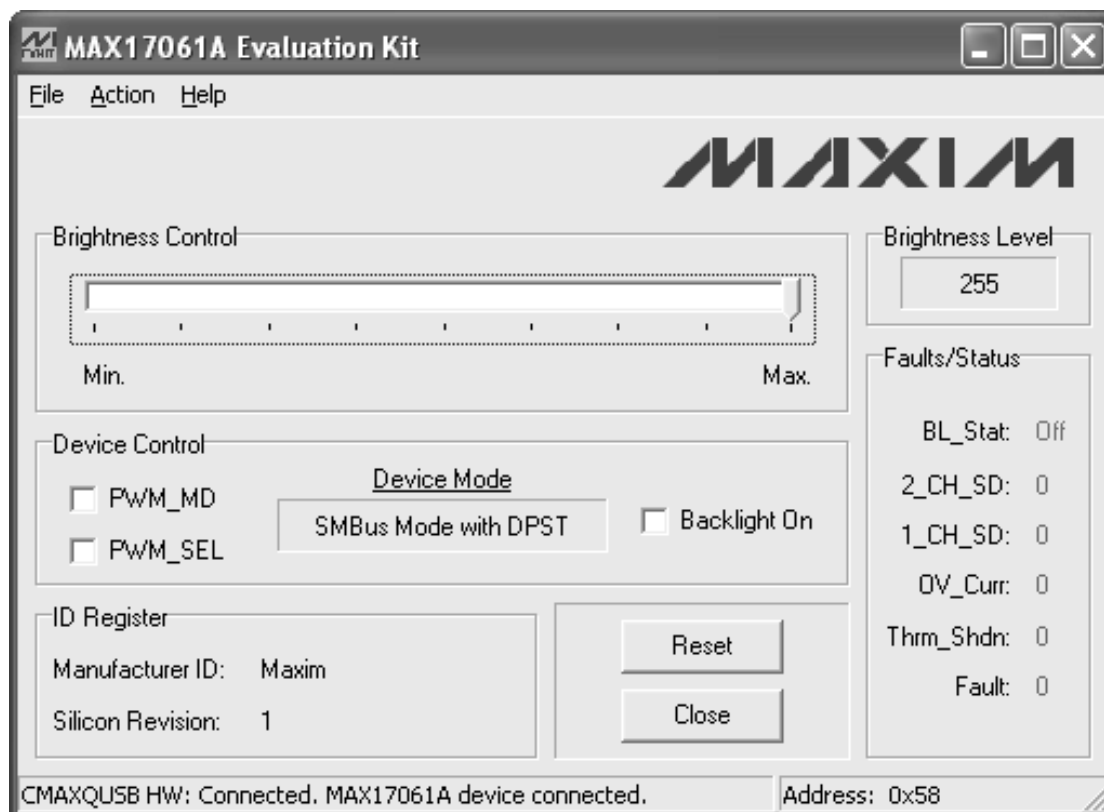 MAX17061A Evaluation Kit
File Action Help
MAXIM
Brightness Control
Min. Max.
Brightness Level
255
Device Control
PWM_MD
PWM_SEL
Device Mode
SMBus Mode with DPST
Backlight On
Faults/Status
BL_Stat: Off
2_CH_SD: 0
1_CH_SD: 0
OV_Curr: 0
Thrm_Shdn: 0
Fault: 0
ID Register
Manufacturer ID: Maxim
Silicon Revision: 1
Reset
Close
CMAXQUSB HW: Connected. MAX17061A device connected. Address: 0x58